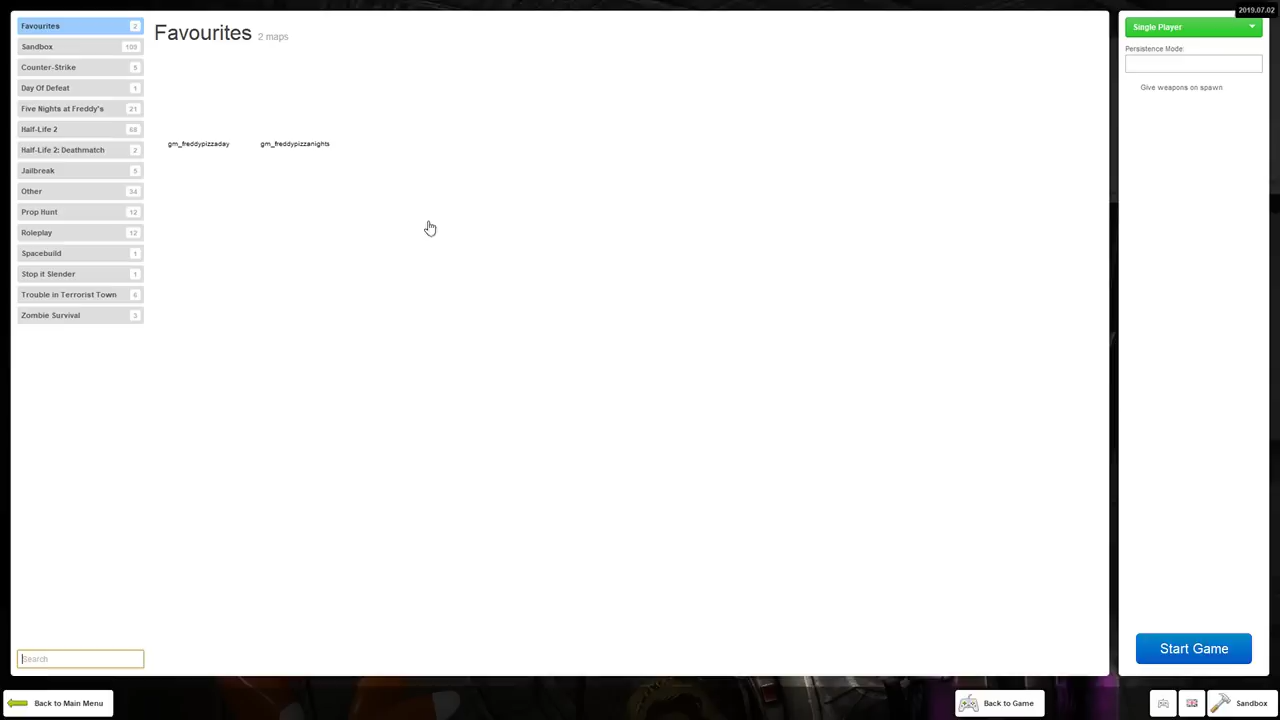 2019.07.02
Favourites 2
Sandbox 103
Counter-Strike 5
Day Of Defeat 1
Five Nights at Freddy's 21
Half-Life 2 68
Half-Life 2: Deathmatch 2
Jailbreak 5
Other 34
Prop Hunt 12
Roleplay 12
Spacebuild 1
Stop it Slender 1
Trouble in Terrorist Town 6
Zombie Survival 3
Search
Favourites 2 maps
gm_freddypizzaday gm_freddypizzanights
Single Player
Persistence Mode:
Give weapons on spawn
Start Game
Back to Main Menu
Back to Game
Sandbox